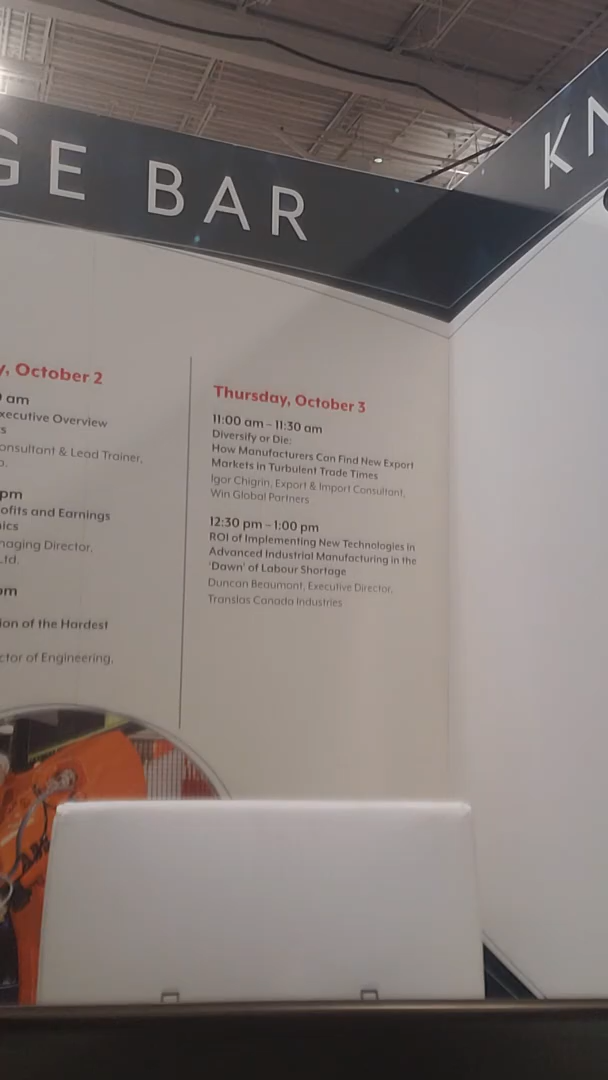 GE BAR
KN
y, October 2
am
xecutive Overview
s
onsultant & Lead Trainer,
pm
ofits and Earnings
ics
naging Director,
Ltd.
om
ion of the Hardest
ctor of Engineering,
Thursday, October 3
11:00 am – 11:30 am
Diversify or Die:
How Manufacturers Can Find New Export
Markets in Turbulent Trade Times
Igor Chigrin, Export & Import Consultant,
Win Global Partners
12:30 pm – 1:00 pm
ROI of Implementing New Technologies in
Advanced Industrial Manufacturing in the
'Dawn' of Labour Shortage
Duncan Beaumont, Executive Director,
Translas Canada Industries